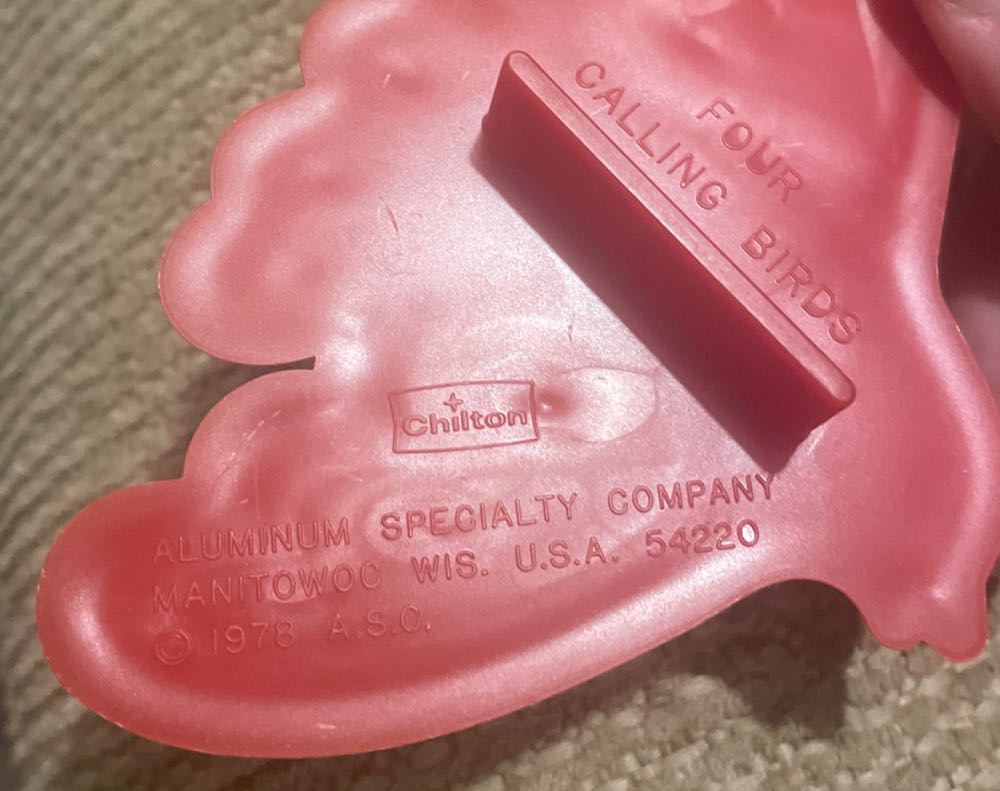 FOUR
CALLING BIRDS
Chilton
ALUMINUM SPECIALTY COMPANY
MANITOWOC WIS. U.S.A. 54220
© 1978 A.S.C.